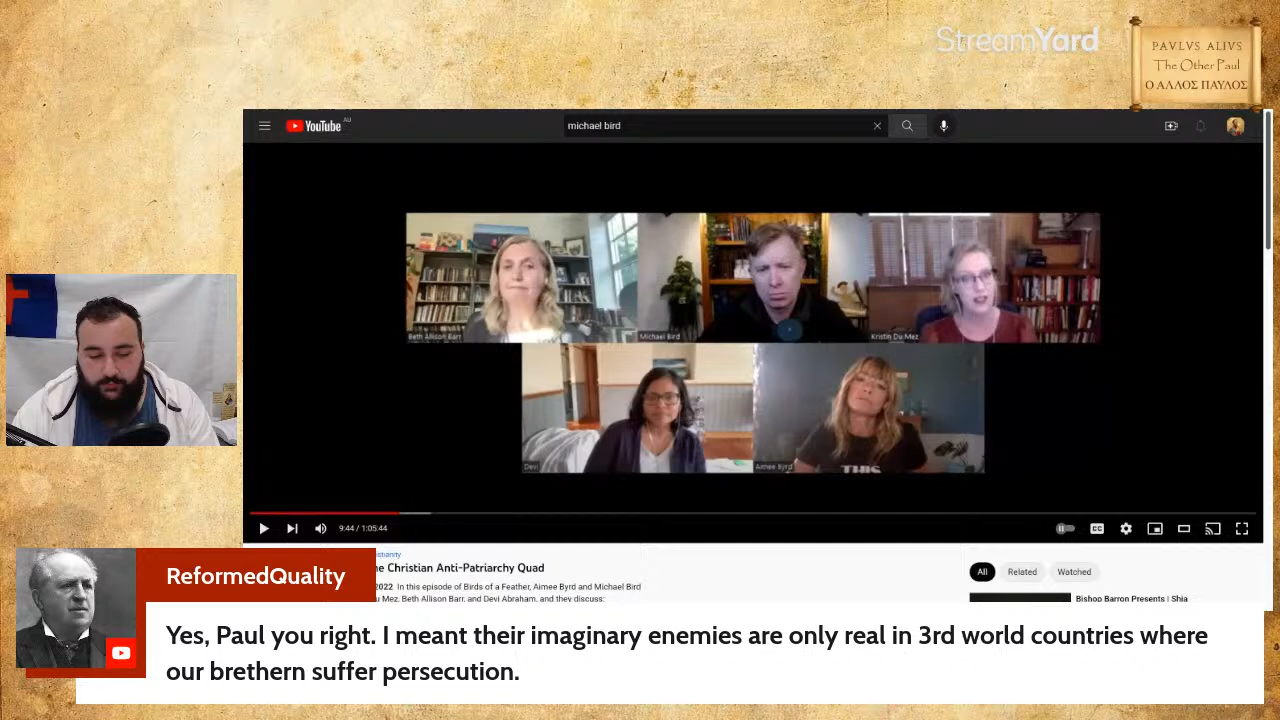 StreamYard
PAVLVS ALIVS
The Other Paul
Ο ΑΛΛΟΣ ΠΑΥΛΟΣ
YouTube AU
michael bird
Beth Allison Barr
Michael Bird
Kristin Du Mez
Devi
Aimee Byrd
THIS
9:44 / 1:05:44
CC
istianity
ne Christian Anti-Patriarchy Quad
2022 In this episode of Birds of a Feather, Aimee Byrd and Michael Bird
u Mez, Beth Allison Barr, and Devi Abraham, and they discuss:
All
Related
Watched
Bishop Barron Presents | Shia
ReformedQuality
Yes, Paul you right. I meant their imaginary enemies are only real in 3rd world countries where
our brethern suffer persecution.